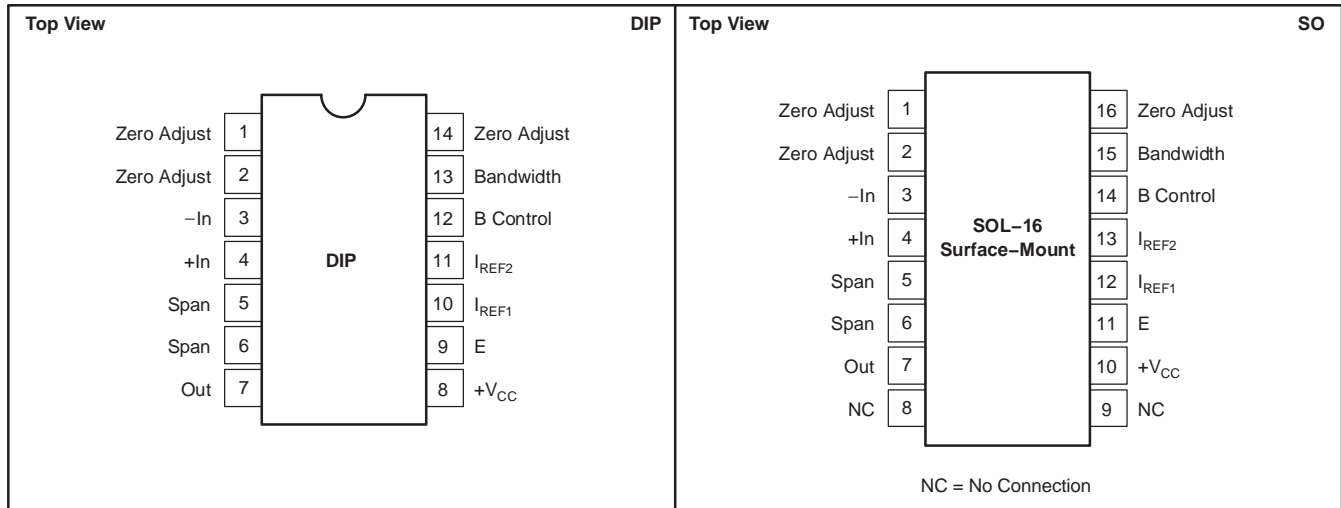 Top View DIP
Zero Adjust 1 14 Zero Adjust
Zero Adjust 2 13 Bandwidth
−In 3 12 B Control
+In 4 DIP 11 IREF2
Span 5 10 IREF1
Span 6 9 E
Out 7 8 +VCC
Top View SO
Zero Adjust 1 16 Zero Adjust
Zero Adjust 2 15 Bandwidth
−In 3 14 B Control
SOL−16
Surface−Mount
+In 4 13 IREF2
Span 5 12 IREF1
Span 6 11 E
Out 7 10 +VCC
NC 8 9 NC
NC = No Connection